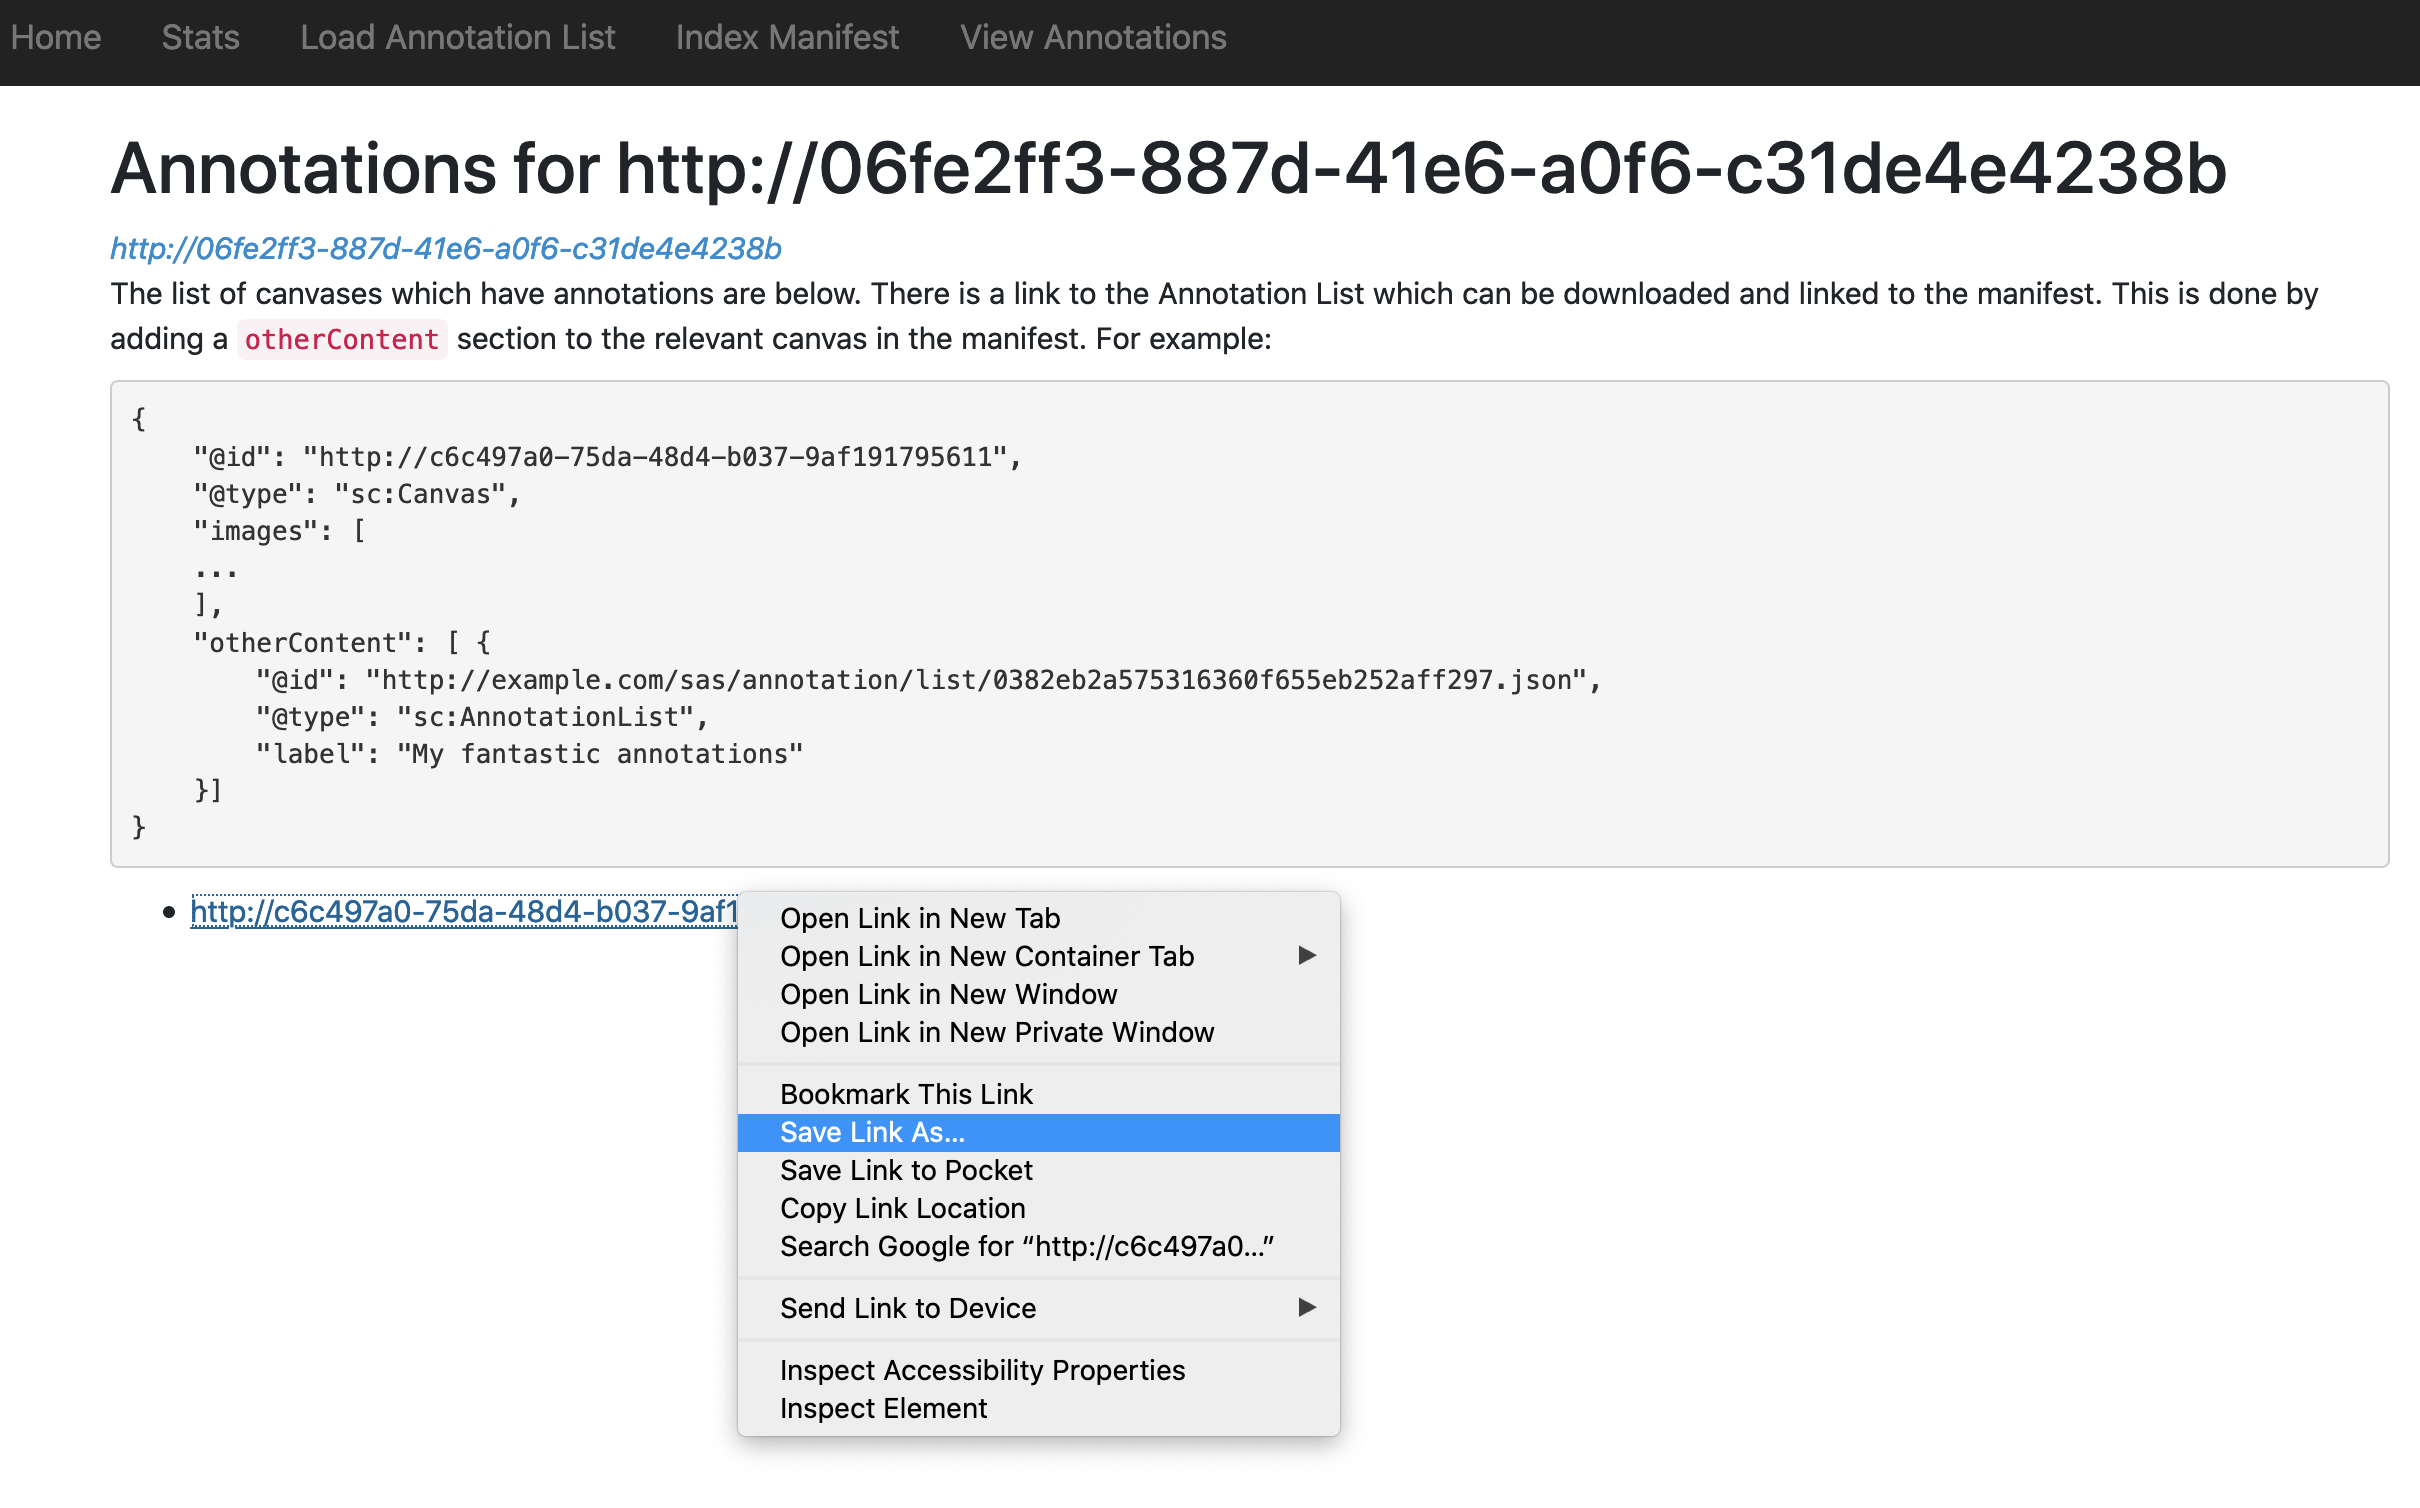 Home Stats Load Annotation List Index Manifest View Annotations
Annotations for http://06fe2ff3-887d-41e6-a0f6-c31de4e4238b
http://06fe2ff3-887d-41e6-a0f6-c31de4e4238b
The list of canvases which have annotations are below. There is a link to the Annotation List which can be downloaded and linked to the manifest. This is done by
adding a otherContent section to the relevant canvas in the manifest. For example:
{
    "@id": "http://c6c497a0-75da-48d4-b037-9af191795611",
    "@type": "sc:Canvas",
    "images": [
    ...
    ],
    "otherContent": [ {
        "@id": "http://example.com/sas/annotation/list/0382eb2a575316360f655eb252aff297.json",
        "@type": "sc:AnnotationList",
        "label": "My fantastic annotations"
    }]
}
• http://c6c497a0-75da-48d4-b037-9af1
Open Link in New Tab
Open Link in New Container Tab ▶
Open Link in New Window
Open Link in New Private Window
Bookmark This Link
Save Link As...
Save Link to Pocket
Copy Link Location
Search Google for “http://c6c497a0...”
Send Link to Device ▶
Inspect Accessibility Properties
Inspect Element